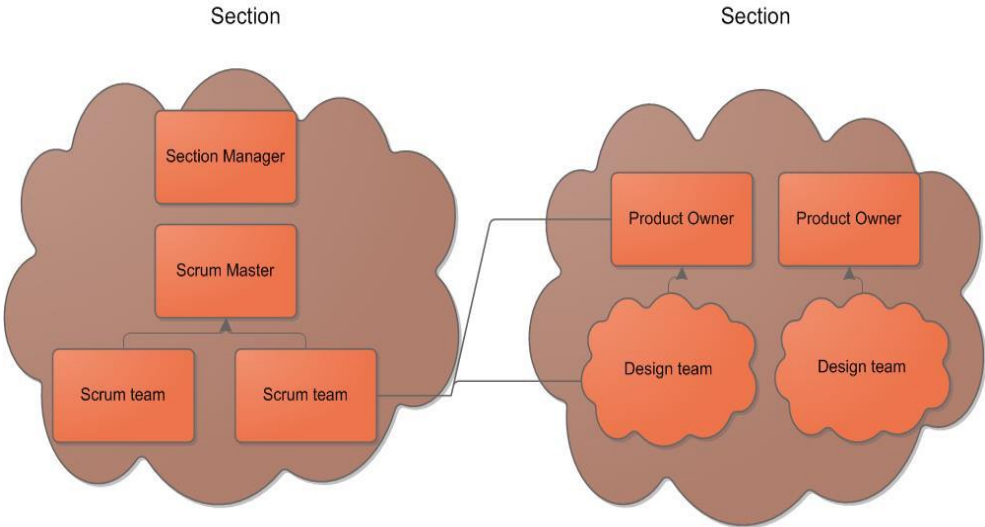 Section
Section
Section Manager
Scrum Master
Scrum team
Scrum team
Product Owner
Product Owner
Design team
Design team